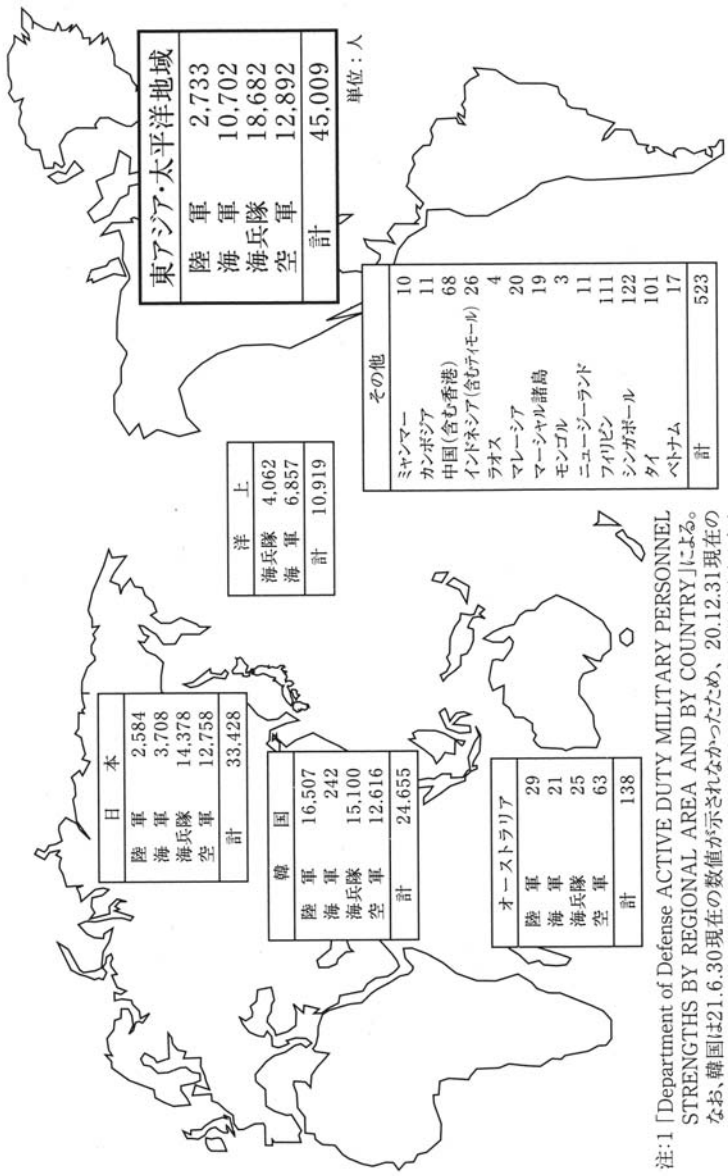 東アジア・太平洋地域
陸軍 2,733
海軍 10,702
海兵隊 18,682
空軍 12,892
計 45,009
単位：人
日本
陸軍 2.584
海軍 3.708
海兵隊 14.378
空軍 12.758
計 33.428
洋上
海兵隊 4.062
海軍 6.857
計 10.919
韓国
陸軍 16,507
海軍 242
海兵隊 15,100
空軍 12,616
計 24.655
オーストラリア
陸軍 29
海軍 21
海兵隊 25
空軍 63
計 138
その他
ミャンマー 10
カンボジア 11
中国(含む香港) 68
インドネシア(含むティモール) 26
ラオス 4
マレーシア 20
マーシャル諸島 19
モンゴル 3
ニュージーランド 11
フィリピン 111
シンガポール 122
タイ 101
ベトナム 17
計 523
注:1「Department of Defense ACTIVE DUTY MILITARY PERSONNEL
STRENGTHS BY REGIONAL AREA AND BY COUNTRY」による。
なお、韓国は21.6.30現在の数値が示されなかったため、20.12.31現在の